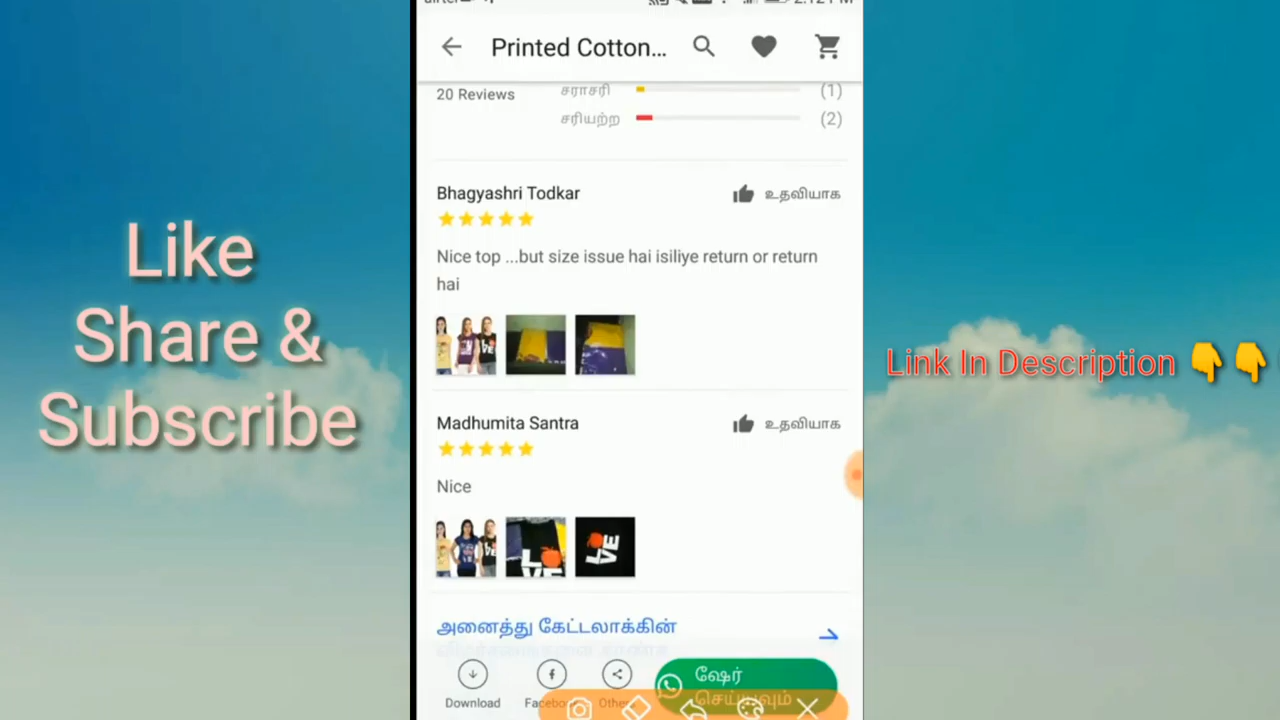 Printed Cotton...
20 Reviews
சராசரி (1)
சரியற்ற (2)
Bhagyashri Todkar
உதவியாக
Nice top ...but size issue hai isiliye return or return
hai
Madhumita Santra
உதவியாக
Nice
அனைத்து கேட்டலாக்கின்
ஷேர்
செய்யவும்
Download
Like
Share &
Subscribe
Link In Description 👇👇